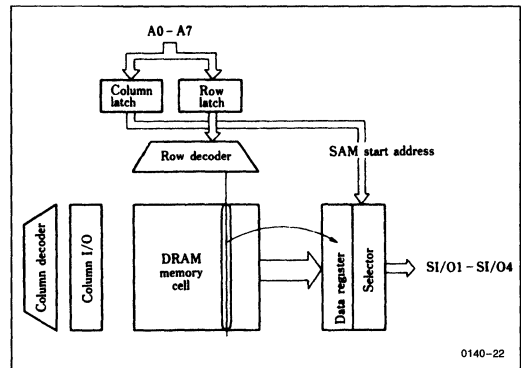 A0-A7
Column
latch
Row
latch
Row decoder
SAM start address
Column decoder
Column I/O
DRAM
memory
cell
Data register
Selector
SI/O1-SI/O4
0140-22